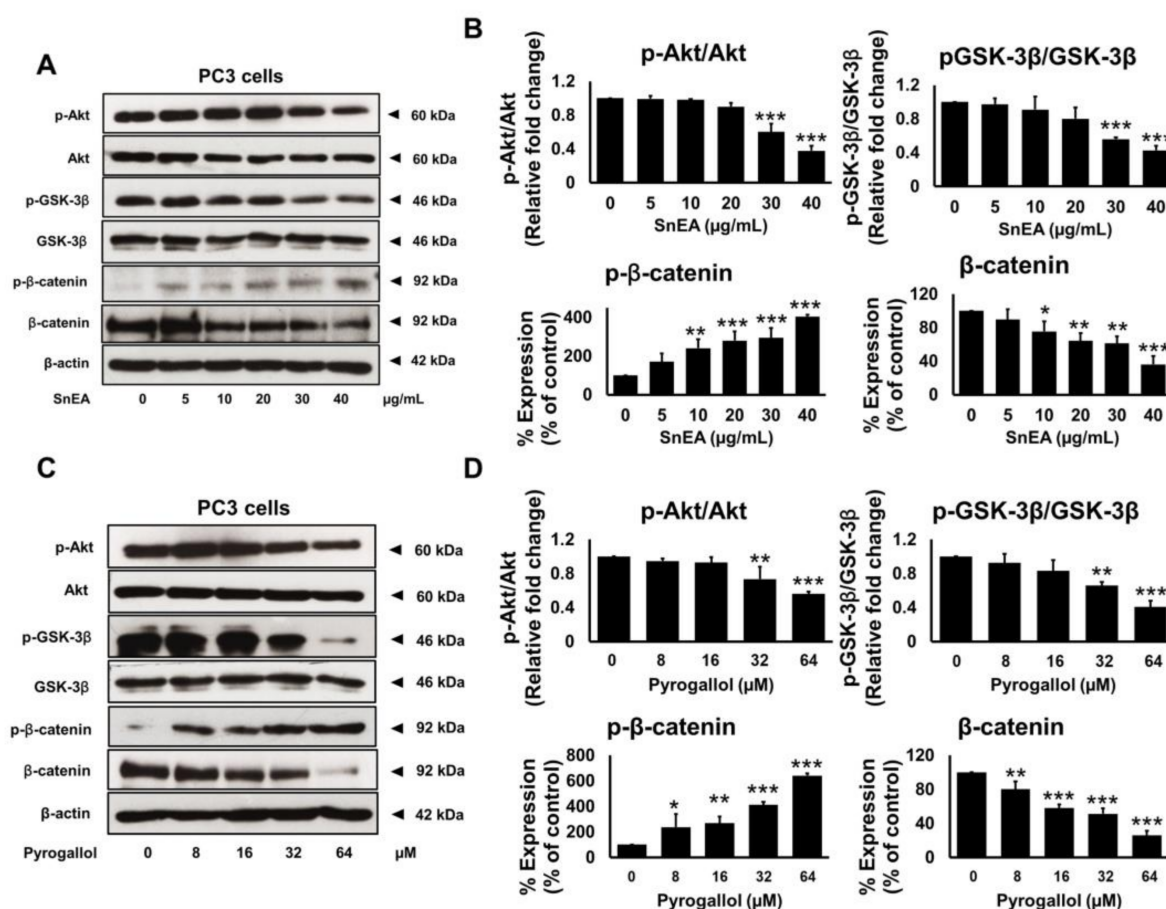 A
PC3 cells
p-Akt
60 kDa
Akt
60 kDa
p-GSK-3β
46 kDa
GSK-3β
46 kDa
p-β-catenin
92 kDa
β-catenin
92 kDa
β-actin
42 kDa
SnEA 0 5 10 20 30 40 µg/mL
B
p-Akt/Akt
p-Akt/Akt
(Relative fold change)
1.2
0.8
0.4
0
***
***
0 5 10 20 30 40
SnEA (µg/mL)
pGSK-3β/GSK-3β
p-GSK-3β/GSK-3β
(Relative fold change)
1.2
0.8
0.4
0
***
***
0 5 10 20 30 40
SnEA (µg/mL)
p-β-catenin
% Expression
(% of control)
400
200
0
**
***
***
***
0 5 10 20 30 40
SnEA (µg/mL)
β-catenin
% Expression
(% of control)
120
80
40
0
*
**
**
***
0 5 10 20 30 40
SnEA (µg/mL)
C
PC3 cells
p-Akt
60 kDa
Akt
60 kDa
p-GSK-3β
46 kDa
GSK-3β
46 kDa
p-β-catenin
92 kDa
β-catenin
92 kDa
β-actin
42 kDa
Pyrogallol 0 8 16 32 64 µM
D
p-Akt/Akt
p-Akt/Akt
(Relative fold change)
1.2
0.8
0.4
0
**
***
0 8 16 32 64
Pyrogallol (µM)
p-GSK-3β/GSK-3β
p-GSK-3β/GSK-3β
(Relative fold change)
1.2
0.8
0.4
0
**
***
0 8 16 32 64
Pyrogallol (µM)
p-β-catenin
% Expression
(% of control)
800
600
400
200
0
*
**
***
***
0 8 16 32 64
Pyrogallol (µM)
β-catenin
% Expression
(% of control)
120
80
40
0
**
***
***
***
0 8 16 32 64
Pyrogallol (µM)